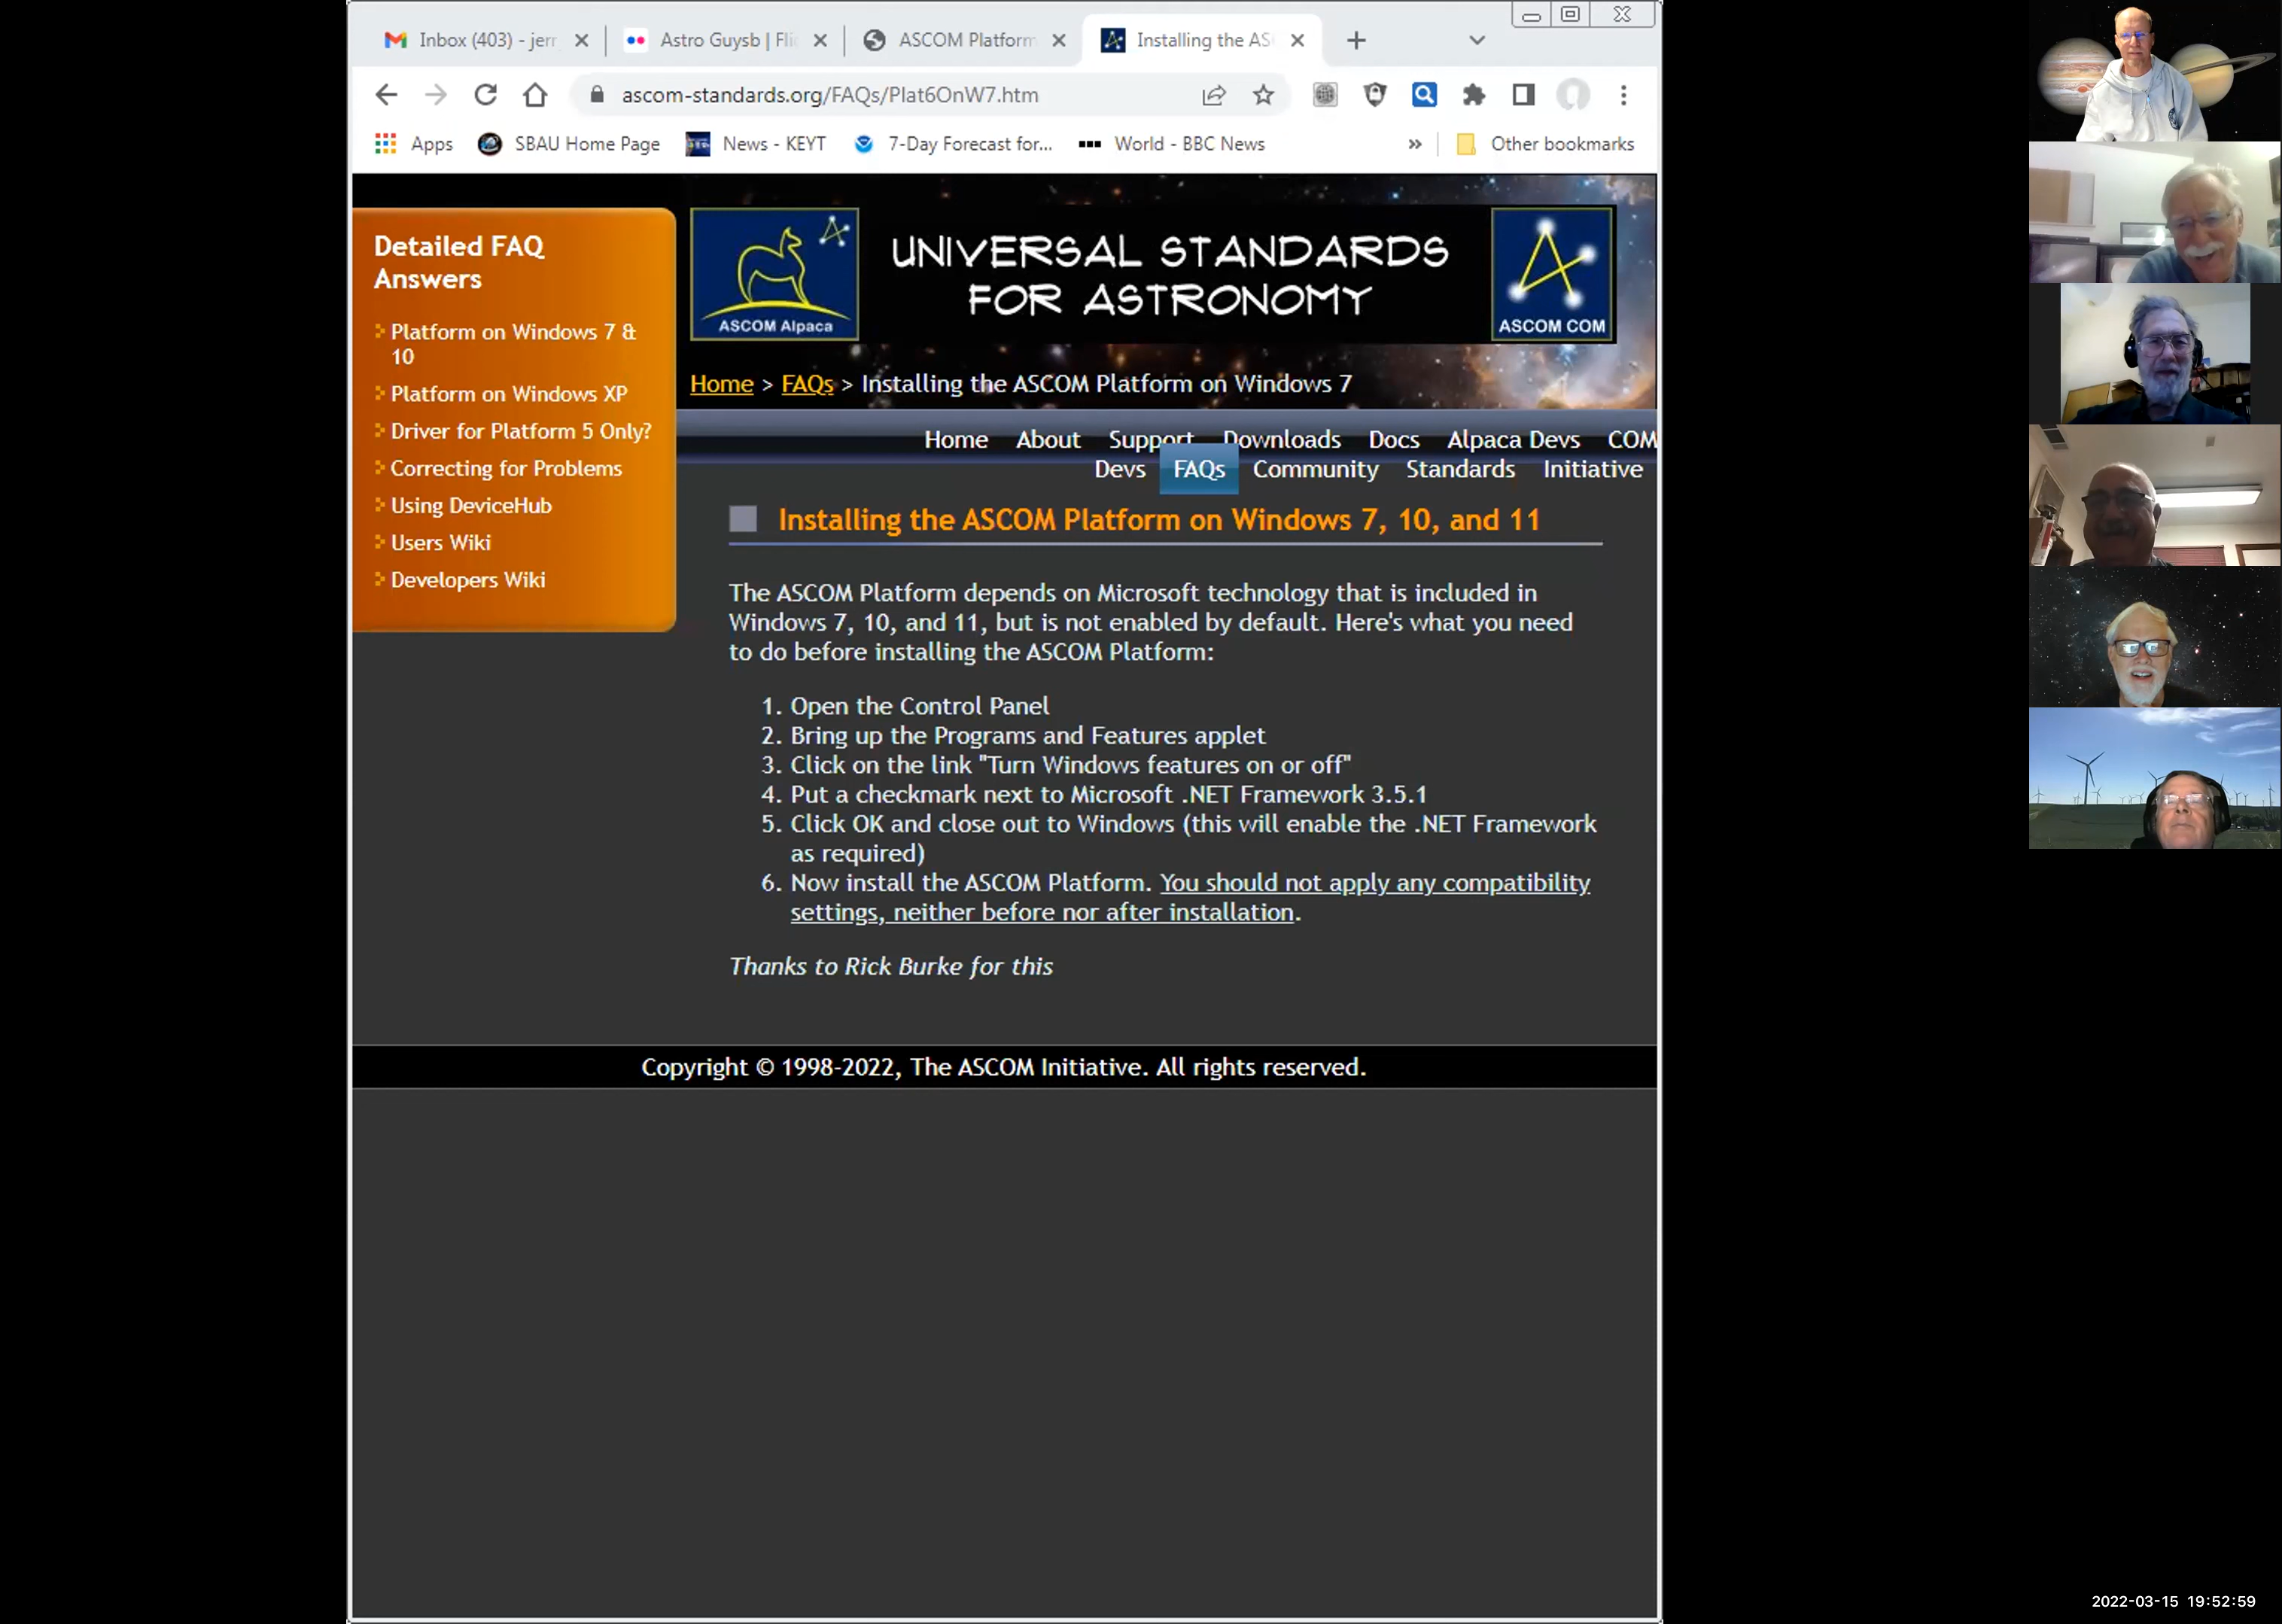 Inbox (403) - jerr
Astro Guysb | Fli
ASCOM Platform
Installing the AS
ascom-standards.org/FAQs/Plat6OnW7.htm
Apps
SBAU Home Page
News - KEYT
7-Day Forecast for...
World - BBC News
»
Other bookmarks
Detailed FAQ
Answers
Platform on Windows 7 &
10
Platform on Windows XP
Driver for Platform 5 Only?
Correcting for Problems
Using DeviceHub
Users Wiki
Developers Wiki
ASCOM Alpaca
UNIVERSAL STANDARDS
FOR ASTRONOMY
ASCOM COM
Home > FAQs > Installing the ASCOM Platform on Windows 7
Home About Support Downloads Docs Alpaca Devs COM
Devs FAQs Community Standards Initiative
Installing the ASCOM Platform on Windows 7, 10, and 11
The ASCOM Platform depends on Microsoft technology that is included in
Windows 7, 10, and 11, but is not enabled by default. Here's what you need
to do before installing the ASCOM Platform:
1. Open the Control Panel
2. Bring up the Programs and Features applet
3. Click on the link "Turn Windows features on or off"
4. Put a checkmark next to Microsoft .NET Framework 3.5.1
5. Click OK and close out to Windows (this will enable the .NET Framework
as required)
6. Now install the ASCOM Platform. You should not apply any compatibility
settings, neither before nor after installation.
Thanks to Rick Burke for this
Copyright © 1998-2022, The ASCOM Initiative. All rights reserved.
2022-03-15 19:52:59